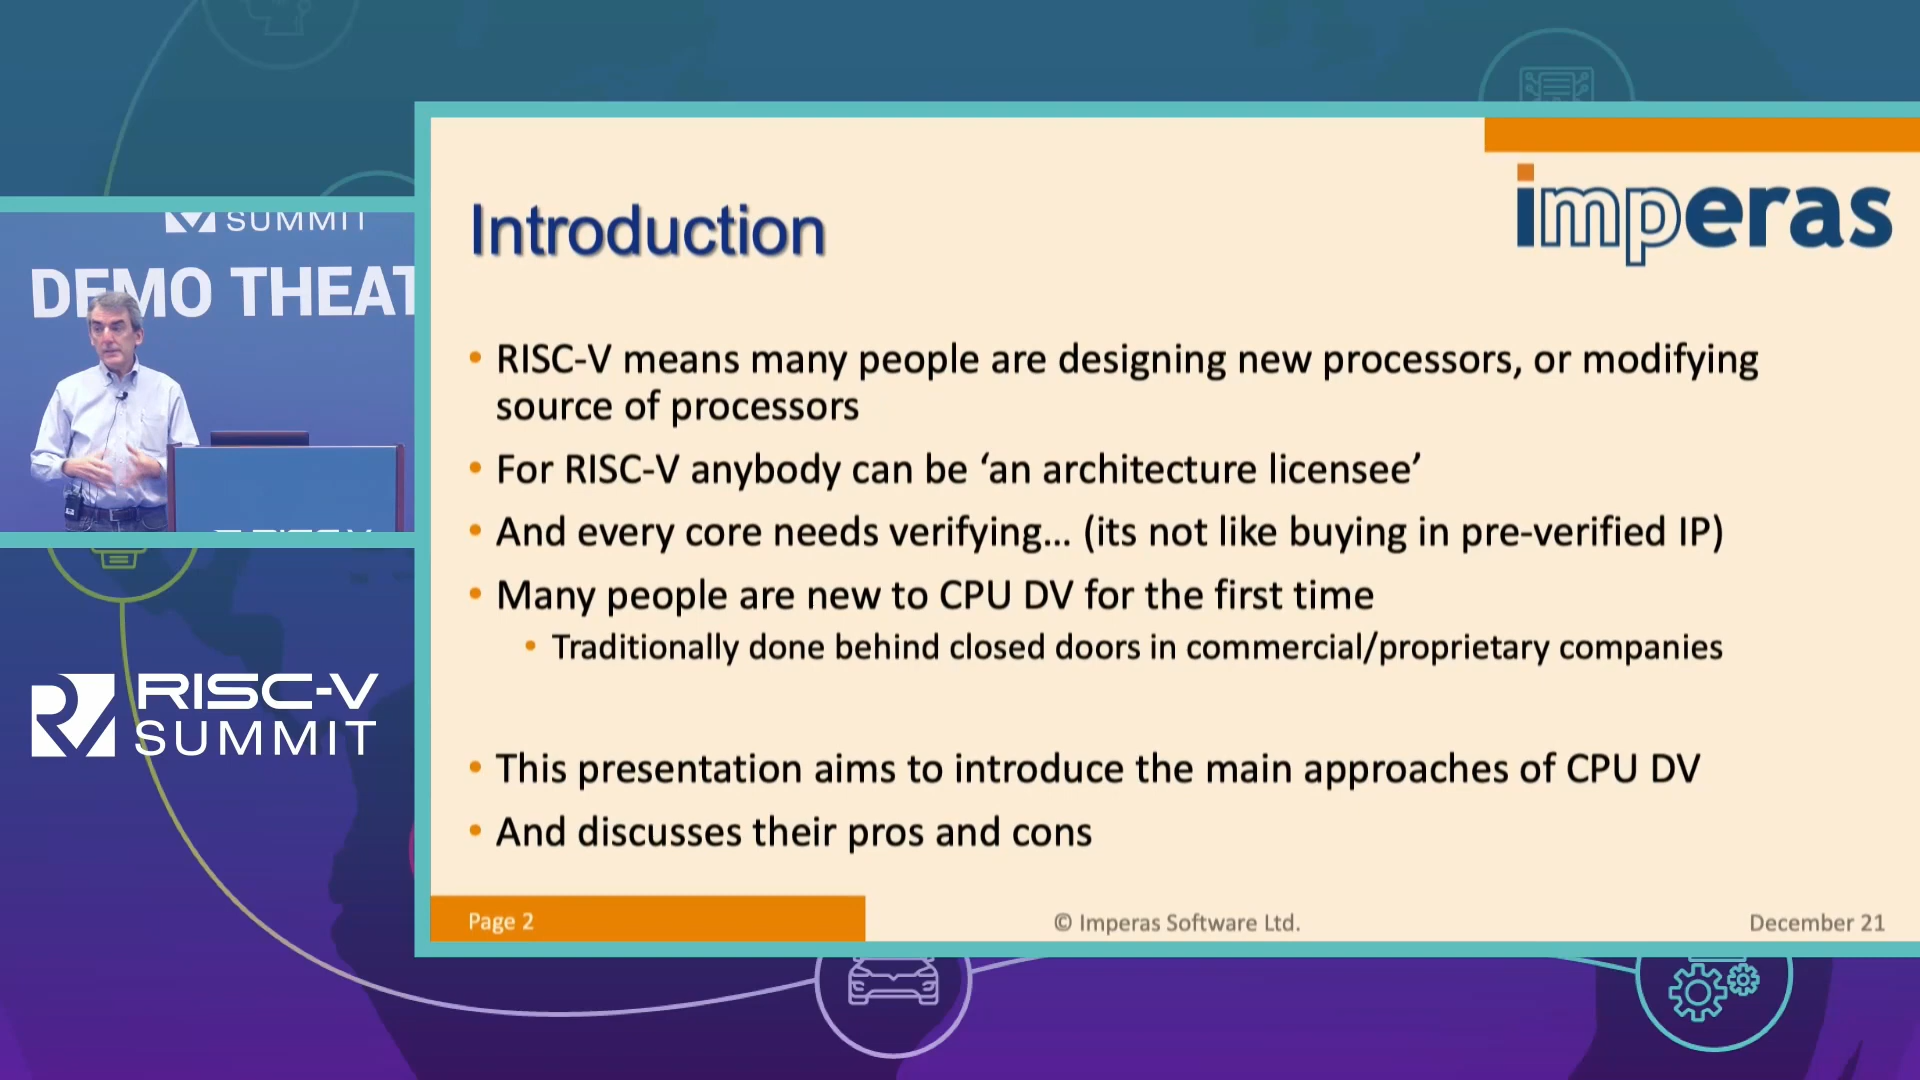 SUMMIT
DEMO THEAT
RISC-V
RISC-V
SUMMIT
imperas
Introduction
• RISC-V means many people are designing new processors, or modifying
source of processors
• For RISC-V anybody can be ‘an architecture licensee’
• And every core needs verifying... (its not like buying in pre-verified IP)
• Many people are new to CPU DV for the first time
• Traditionally done behind closed doors in commercial/proprietary companies
• This presentation aims to introduce the main approaches of CPU DV
• And discusses their pros and cons
Page 2
© Imperas Software Ltd.
December 21